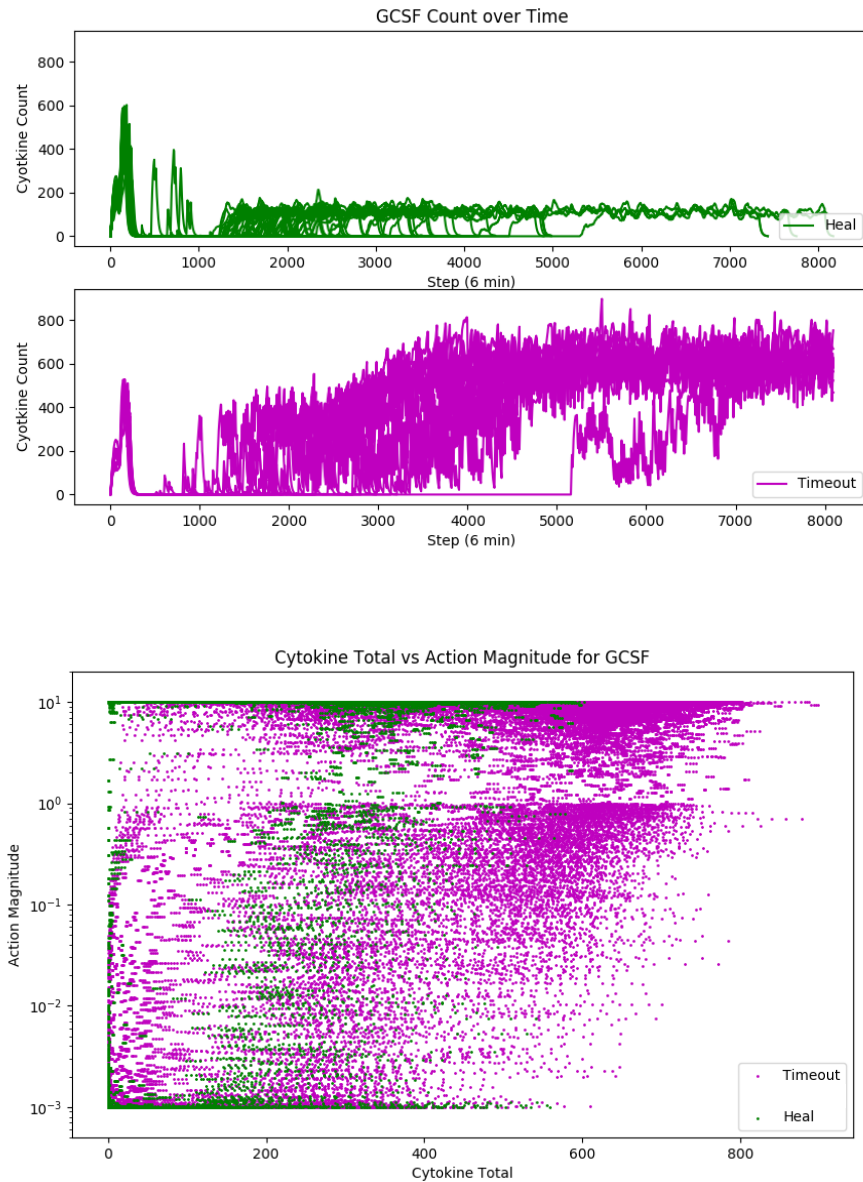 GCSF Count over Time
Cyotkine Count
800
600
400
200
0
0 1000 2000 3000 4000 5000 6000 7000 8000
Step (6 min)
Heal
Cyotkine Count
800
600
400
200
0
0 1000 2000 3000 4000 5000 6000 7000 8000
Step (6 min)
Timeout
Cytokine Total vs Action Magnitude for GCSF
Action Magnitude
10¹
10⁰
10⁻¹
10⁻²
10⁻³
0 200 400 600 800
Cytokine Total
Timeout
Heal